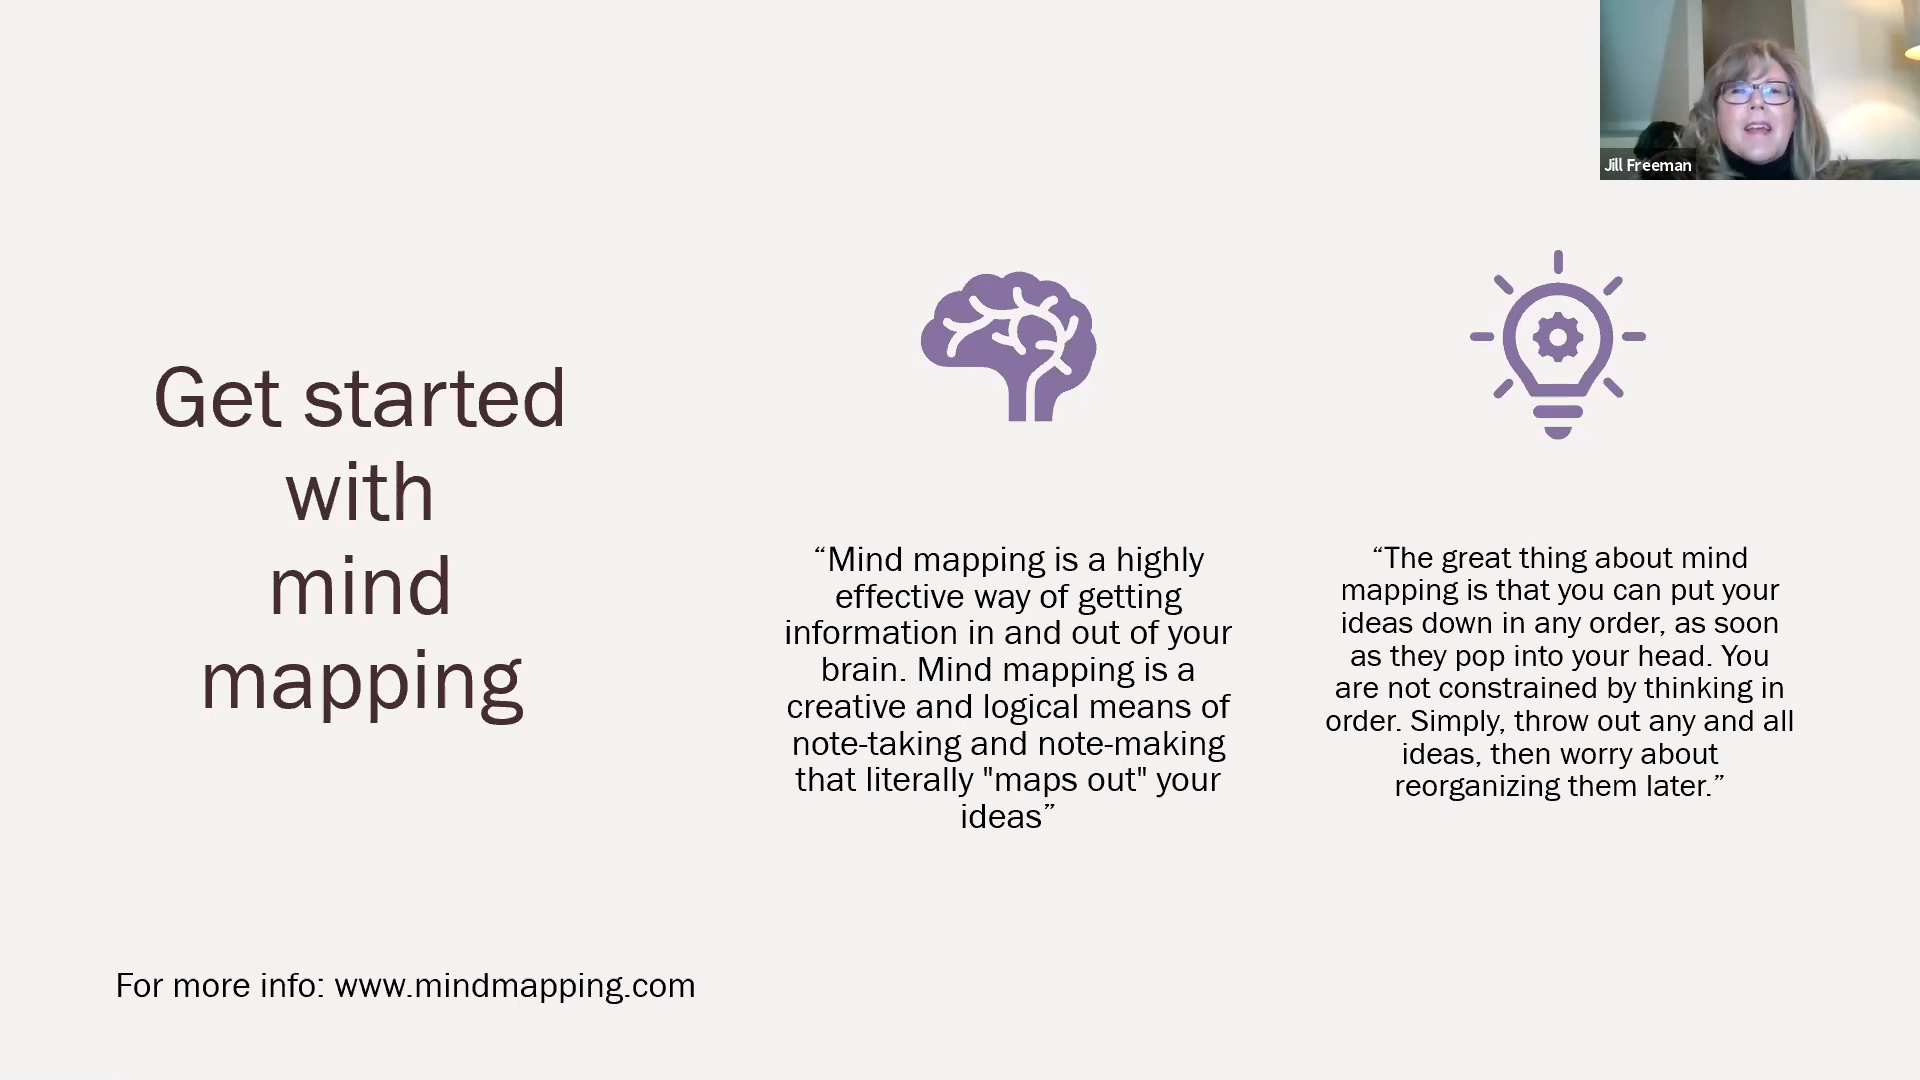 Jill Freeman
Get started
with
mind
mapping
“Mind mapping is a highly
effective way of getting
information in and out of your
brain. Mind mapping is a
creative and logical means of
note-taking and note-making
that literally "maps out" your
ideas”
“The great thing about mind
mapping is that you can put your
ideas down in any order, as soon
as they pop into your head. You
are not constrained by thinking in
order. Simply, throw out any and all
ideas, then worry about
reorganizing them later.”
For more info: www.mindmapping.com